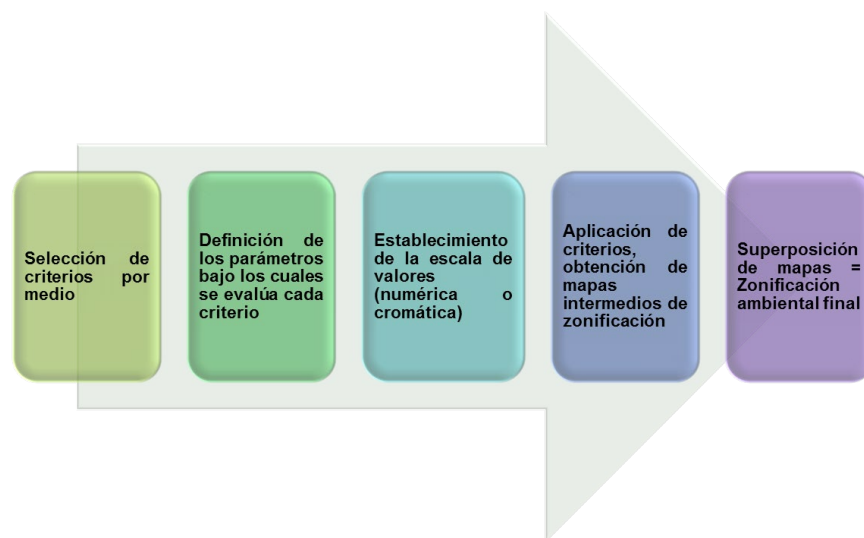 Selección de
criterios por
medio
Definición de
los parámetros
bajo los cuales
se evalúa cada
criterio
Establecimiento
de la escala de
valores
(numérica o
cromática)
Aplicación de
criterios,
obtención de
mapas
intermedios de
zonificación
Superposición
de mapas =
Zonificación
ambiental final